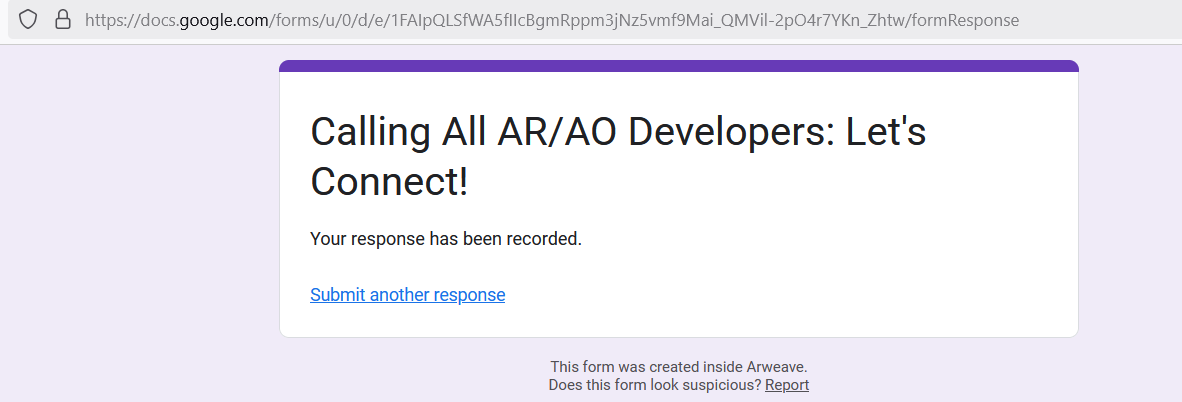 https://docs.google.com/forms/u/0/d/e/1FAIpQLSfWA5fIIcBgmRppm3jNz5vmf9Mai_QMVil-2pO4r7YKn_Zhtw/formResponse
Calling All AR/AO Developers: Let's
Connect!
Your response has been recorded.
Submit another response
This form was created inside Arweave.
Does this form look suspicious? Report